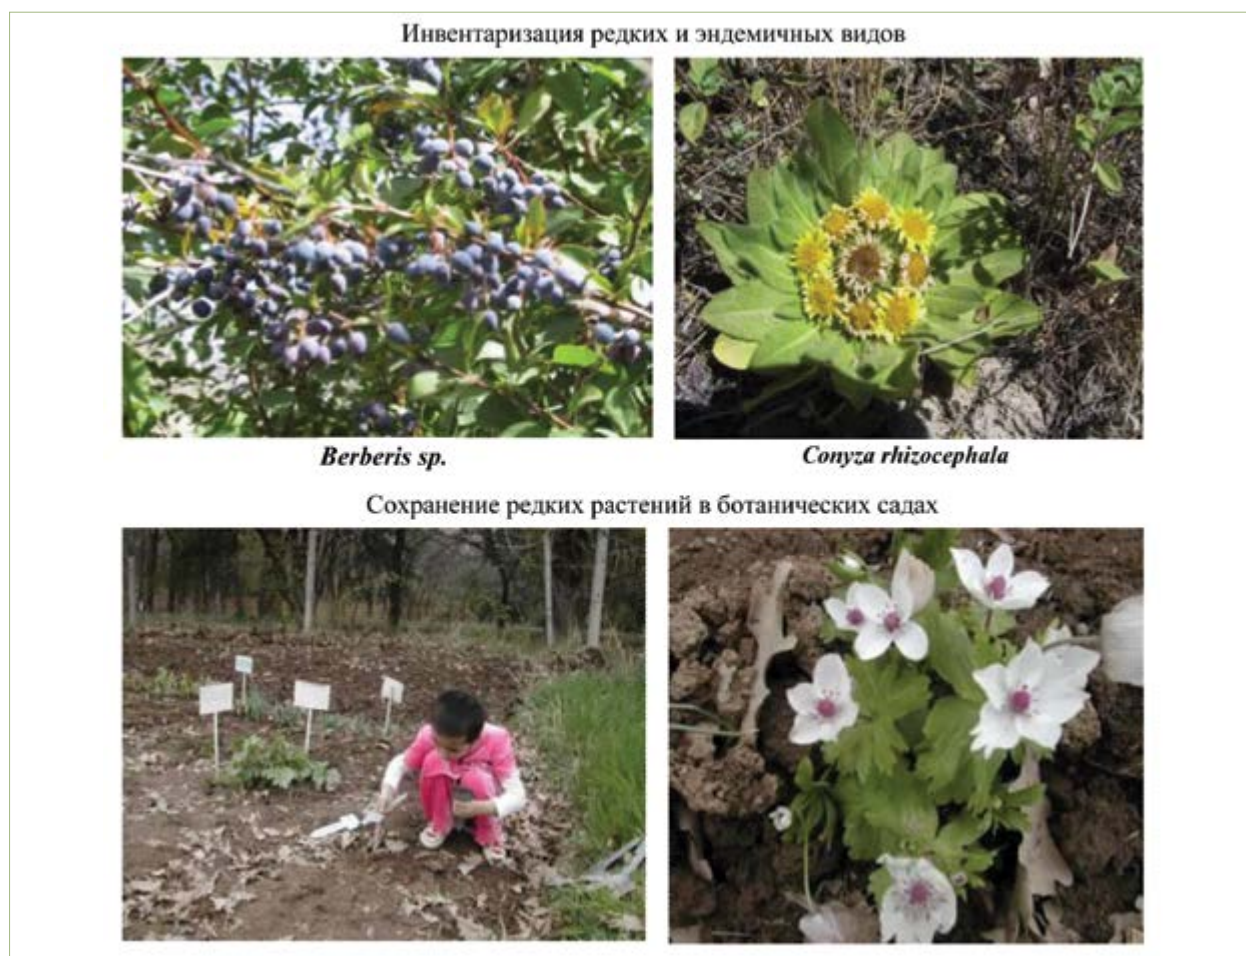 Инвентаризация редких и эндемичных видов
Berberis sp.
Conyza rhizocephala
Сохранение редких растений в ботанических садах